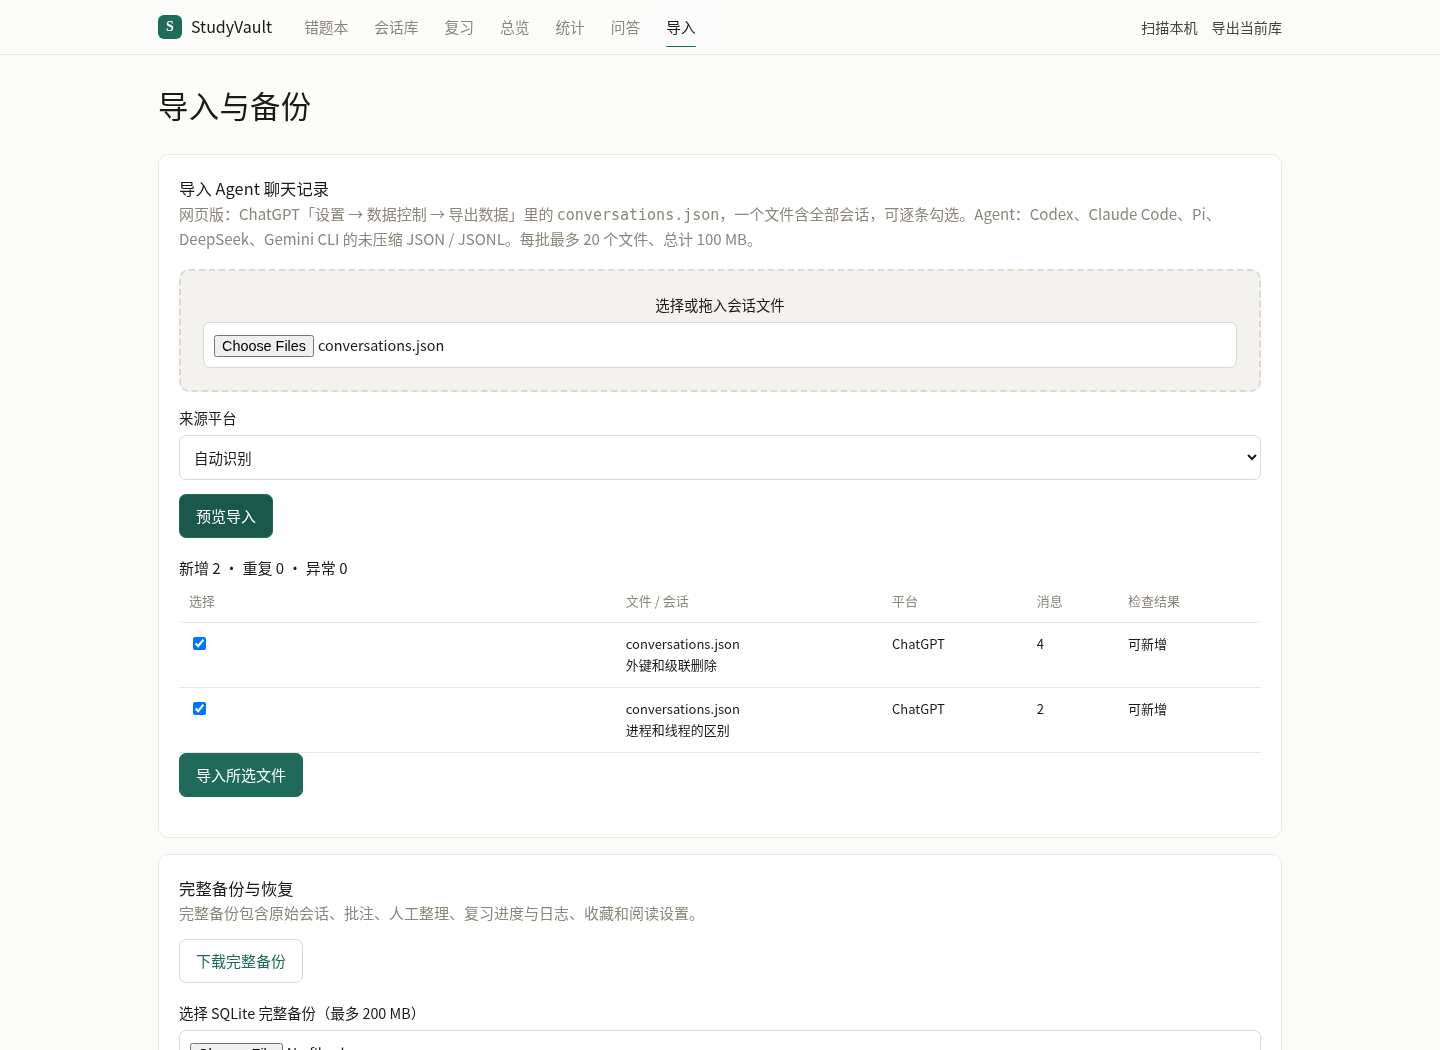 S StudyVault 错题本 会话库 复习 总览 统计 问答 导入 扫描本机 导出当前库
导入与备份
导入 Agent 聊天记录
网页版：ChatGPT「设置 → 数据控制 → 导出数据」里的 conversations.json，一个文件含全部会话，可逐条勾选。Agent：Codex、Claude Code、Pi、
DeepSeek、Gemini CLI 的未压缩 JSON / JSONL。每批最多 20 个文件、总计 100 MB。
选择或拖入会话文件
Choose Files conversations.json
来源平台
自动识别
预览导入
新增 2 · 重复 0 · 异常 0
选择 文件 / 会话 平台 消息 检查结果
conversations.json ChatGPT 4 可新增
外键和级联删除
conversations.json ChatGPT 2 可新增
进程和线程的区别
导入所选文件
完整备份与恢复
完整备份包含原始会话、批注、人工整理、复习进度与日志、收藏和阅读设置。
下载完整备份
选择 SQLite 完整备份（最多 200 MB）